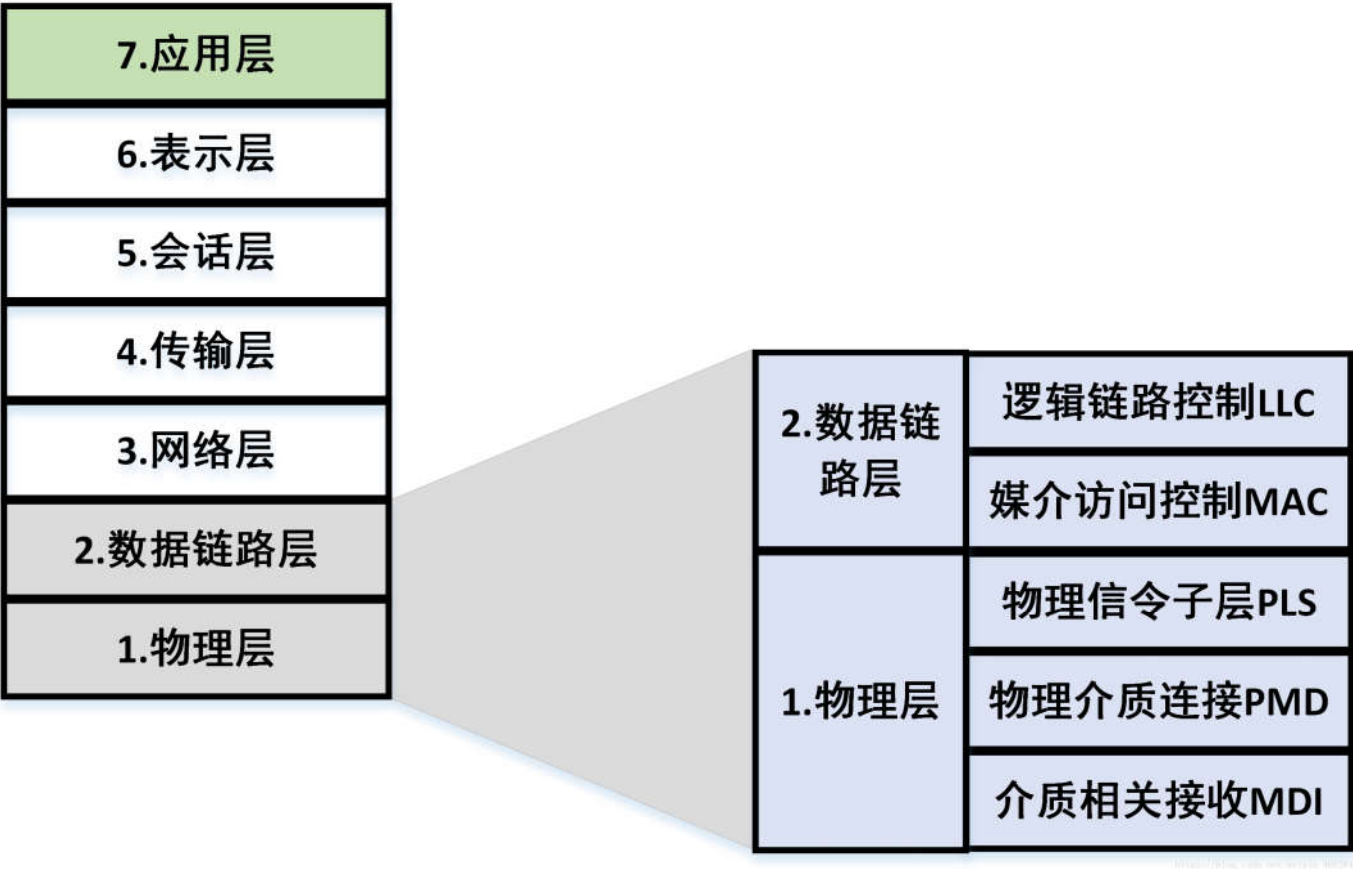 7.应用层
6.表示层
5.会话层
4.传输层
3.网络层
2.数据链路层
1.物理层
2.数据链
路层
逻辑链路控制LLC
媒介访问控制MAC
1.物理层
物理信令子层PLS
物理介质连接PMD
介质相关接收MDI